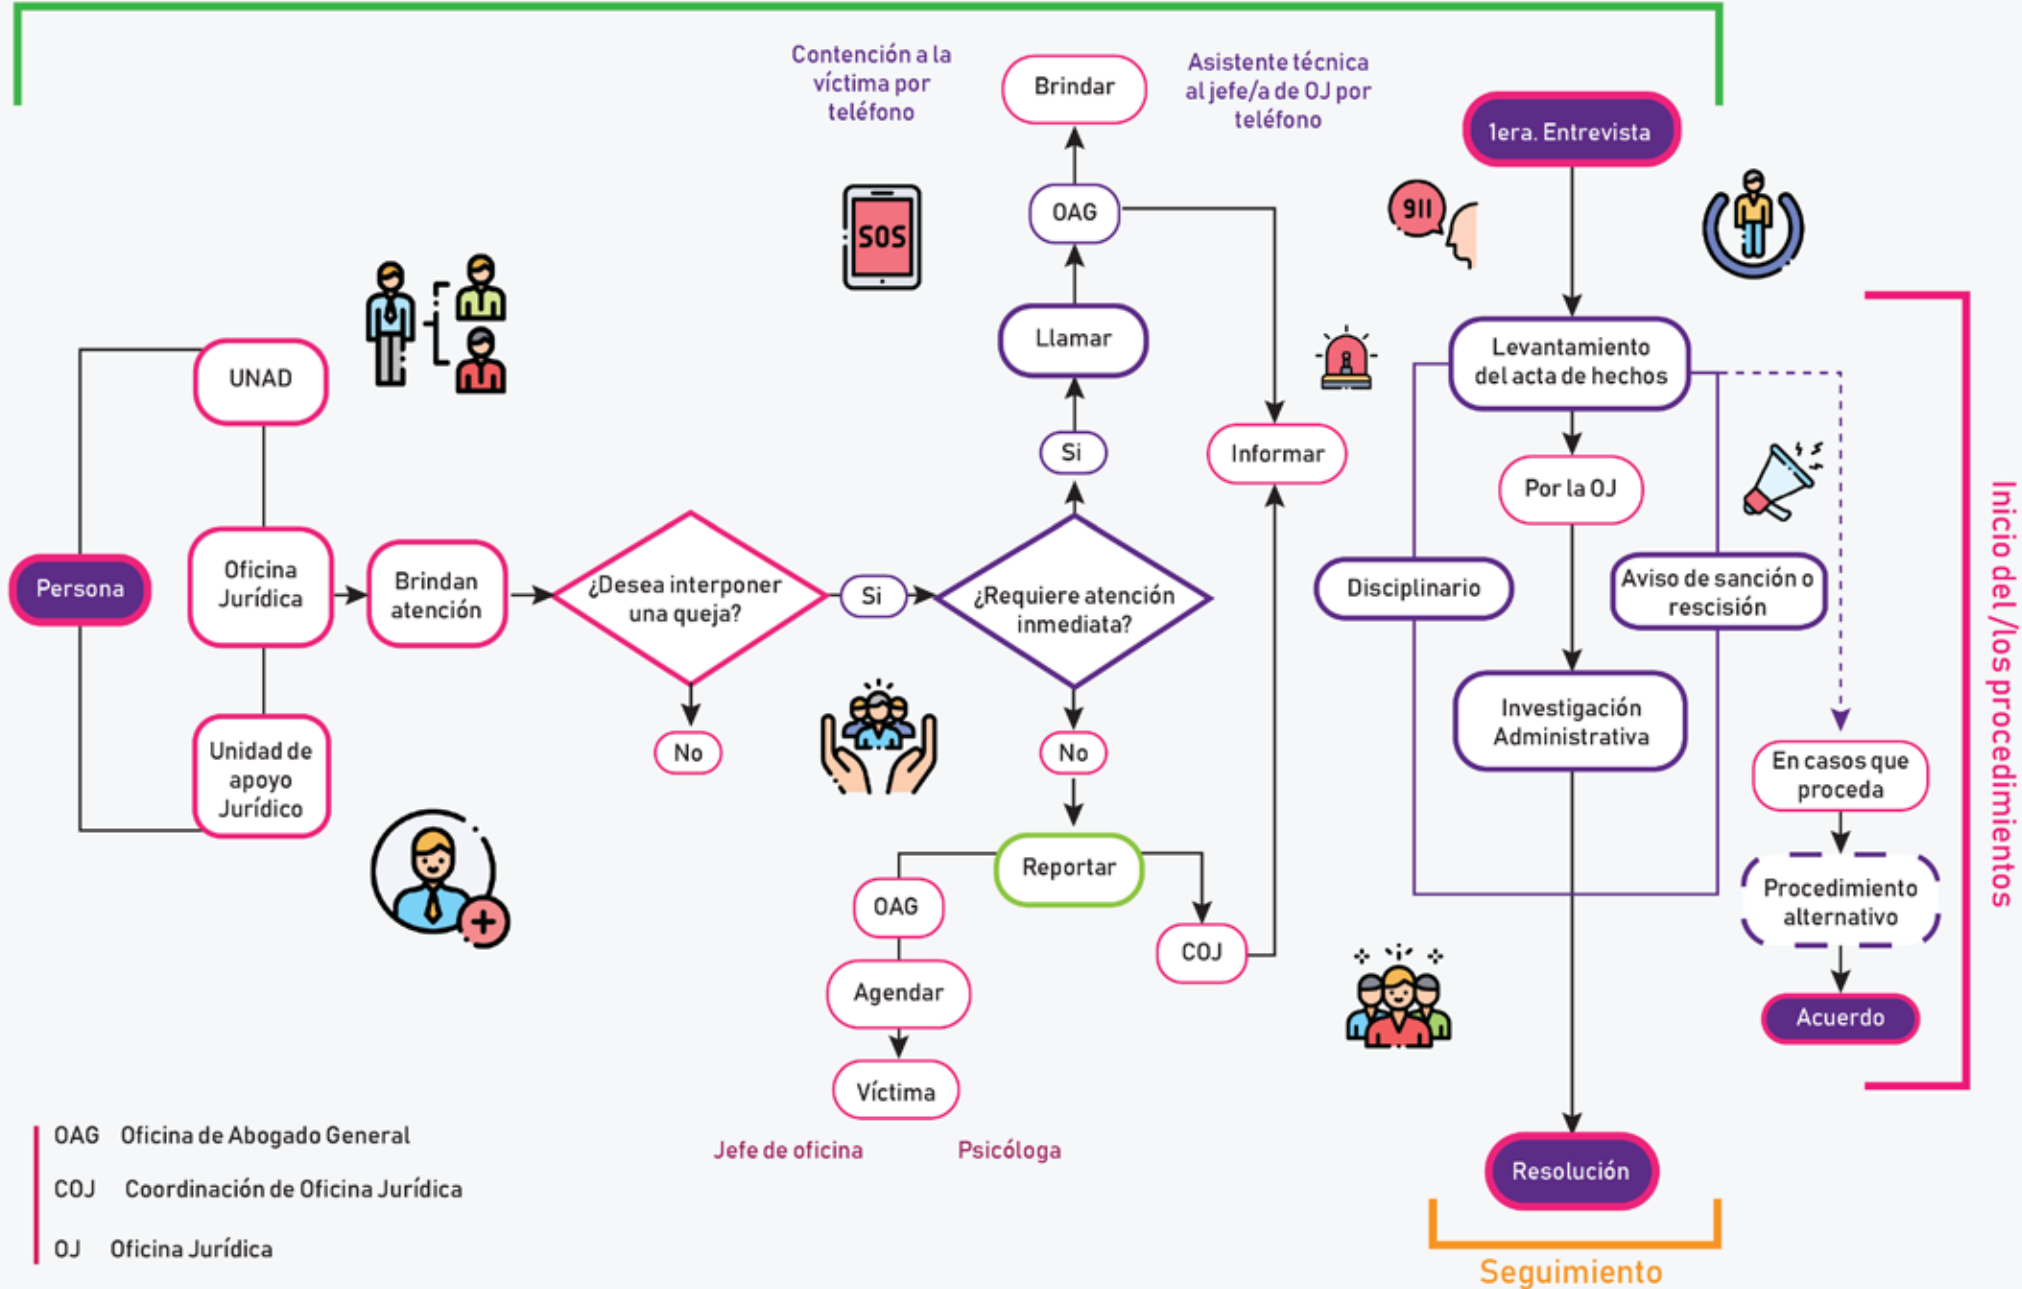 Contención a la
víctima por
teléfono
Brindar
Asistente técnica
al jefe/a de OJ por
teléfono
1era. Entrevista
SOS
OAG
911
Llamar
Levantamiento
del acta de hechos
UNAD
Si
Informar
Por la OJ
Persona
Oficina
Jurídica
Brindan
atención
¿Desea interponer
una queja?
Si
¿Requiere atención
inmediata?
Disciplinario
Aviso de sanción o
rescisión
Inicio del /los procedimientos
Unidad de
apoyo
Jurídico
No
No
Investigación
Administrativa
En casos que
proceda
Reportar
OAG
COJ
Procedimiento
alternativo
Agendar
Acuerdo
Víctima
Jefe de oficina
Psicóloga
Resolución
OAG Oficina de Abogado General
COJ Coordinación de Oficina Jurídica
OJ Oficina Jurídica
Seguimiento